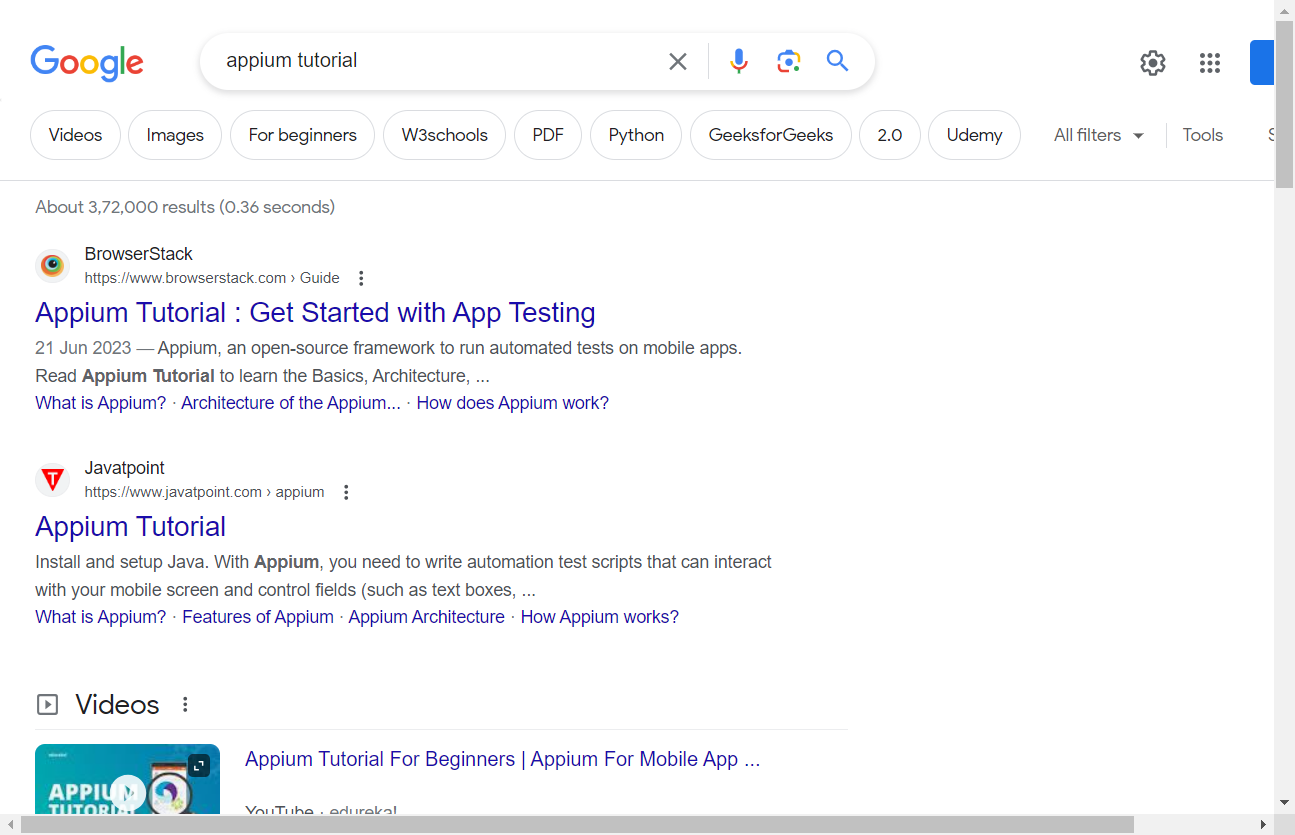 Google
appium tutorial
Videos Images For beginners W3schools PDF Python GeeksforGeeks 2.0 Udemy All filters Tools
About 3,72,000 results (0.36 seconds)
BrowserStack
https://www.browserstack.com › Guide
Appium Tutorial : Get Started with App Testing
21 Jun 2023 — Appium, an open-source framework to run automated tests on mobile apps.
Read Appium Tutorial to learn the Basics, Architecture, ...
What is Appium? · Architecture of the Appium... · How does Appium work?
Javatpoint
https://www.javatpoint.com › appium
Appium Tutorial
Install and setup Java. With Appium, you need to write automation test scripts that can interact
with your mobile screen and control fields (such as text boxes, ...
What is Appium? · Features of Appium · Appium Architecture · How Appium works?
Videos
Appium Tutorial For Beginners | Appium For Mobile App ...
APPIUM
TUTORIAL
YouTube · edureka!